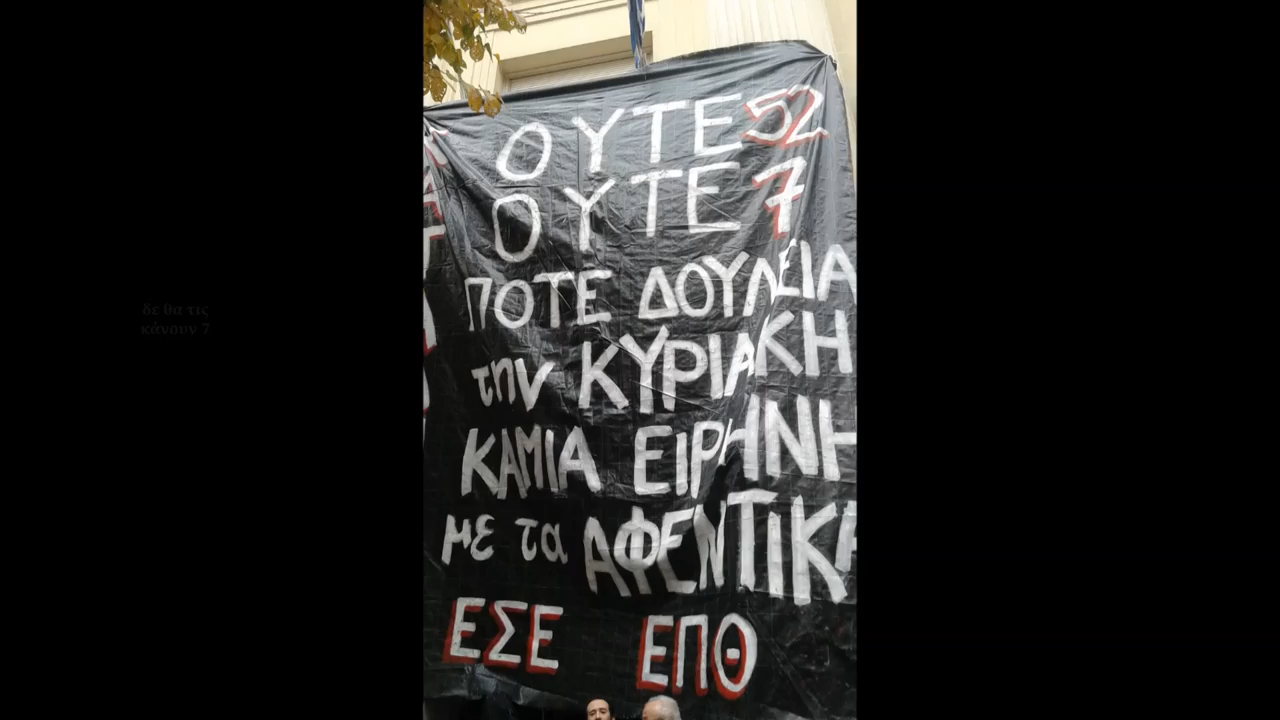 δε θα τις
κάνουν 7
ΟΥΤΕ 52
ΟΥΤΕ 7
ΠΟΤΕ ΔΟΥΛΕΙΑ
την ΚΥΡΙΑΚΗ
ΚΑΜΙΑ ΕΙΡΗΝΗ
με τα ΑΦΕΝΤΙΚΑ
ΕΣΕ ΕΠΘ